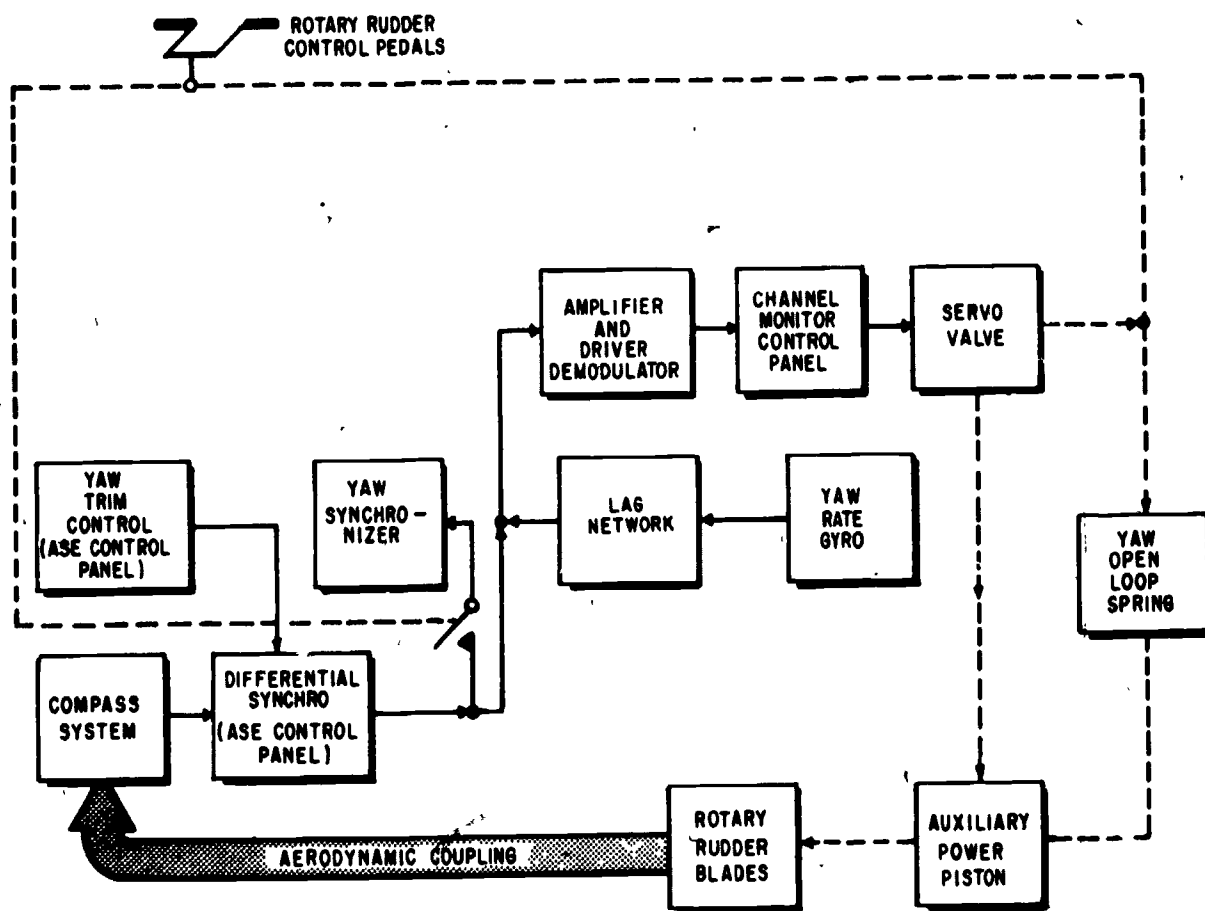 ROTARY RUDDER
CONTROL PEDALS
AMPLIFIER
AND
DRIVER
DEMODULATOR
CHANNEL
MONITOR
CONTROL
PANEL
SERVO
VALVE
YAW
TRIM
CONTROL
(ASE CONTROL
PANEL)
YAW
SYNCHRO-
NIZER
LAG
NETWORK
YAW
RATE
GYRO
YAW
OPEN
LOOP
SPRING
COMPASS
SYSTEM
DIFFERENTIAL
SYNCHRO
(ASE CONTROL
PANEL)
ROTARY
RUDDER
BLADES
AUXILIARY
POWER
PISTON
AERODYNAMIC COUPLING